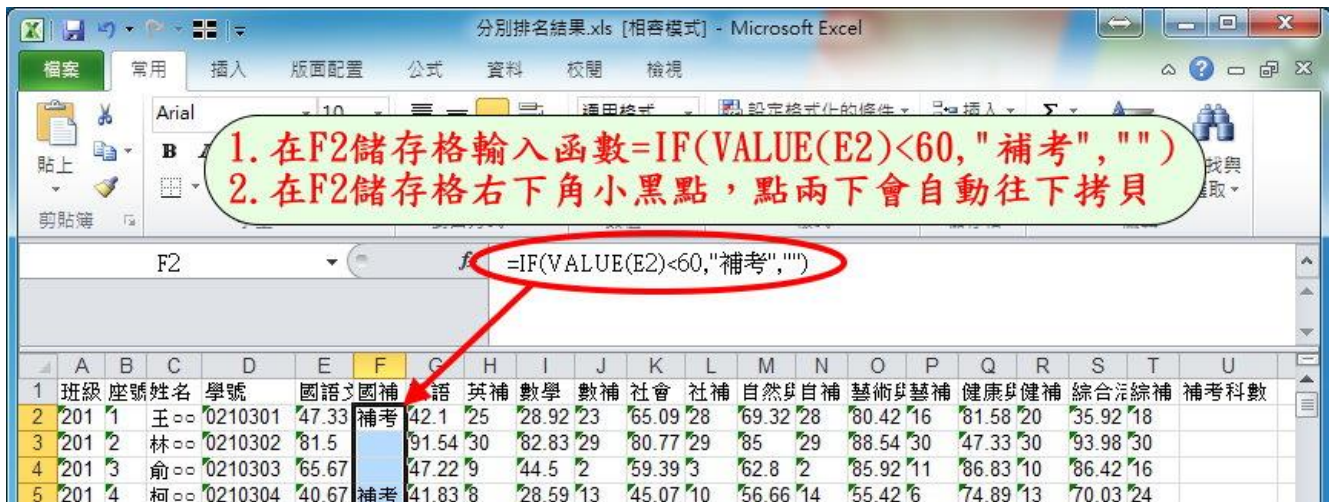 分別排名結果.xls [相容模式] - Microsoft Excel
檔案 常用 插入 版面配置 公式 資料 校閱 檢視
Arial 10 通用格式 設定格式化的條件 插入 Σ
B
貼上
剪貼簿
1. 在F2儲存格輸入函數=IF(VALUE(E2)<60,"補考","")
2. 在F2儲存格右下角小黑點，點兩下會自動往下拷貝
F2 =IF(VALUE(E2)<60,"補考","")
A B C D E F G H I J K L M N O P Q R S T U
1 班級 座號 姓名 學號 國語 國補 語 英補 數學 數補 社會 社補 自然 自補 藝術 藝補 健康 健補 綜合 綜補 補考科數
2 201 1 王○○ 0210301 47.33 補考 42.1 25 28.92 23 65.09 28 69.32 28 80.42 16 81.58 20 35.92 18
3 201 2 林○○ 0210302 81.5 91.54 30 82.83 29 80.77 29 85 29 88.54 30 47.33 30 93.98 30
4 201 3 俞○○ 0210303 65.67 47.22 9 44.5 2 59.39 3 62.8 2 85.92 11 86.83 10 86.42 16
5 201 4 柯○○ 0210304 40.67 補考 41.83 8 28.59 13 45.07 10 56.66 14 55.42 6 74.89 13 70.03 24